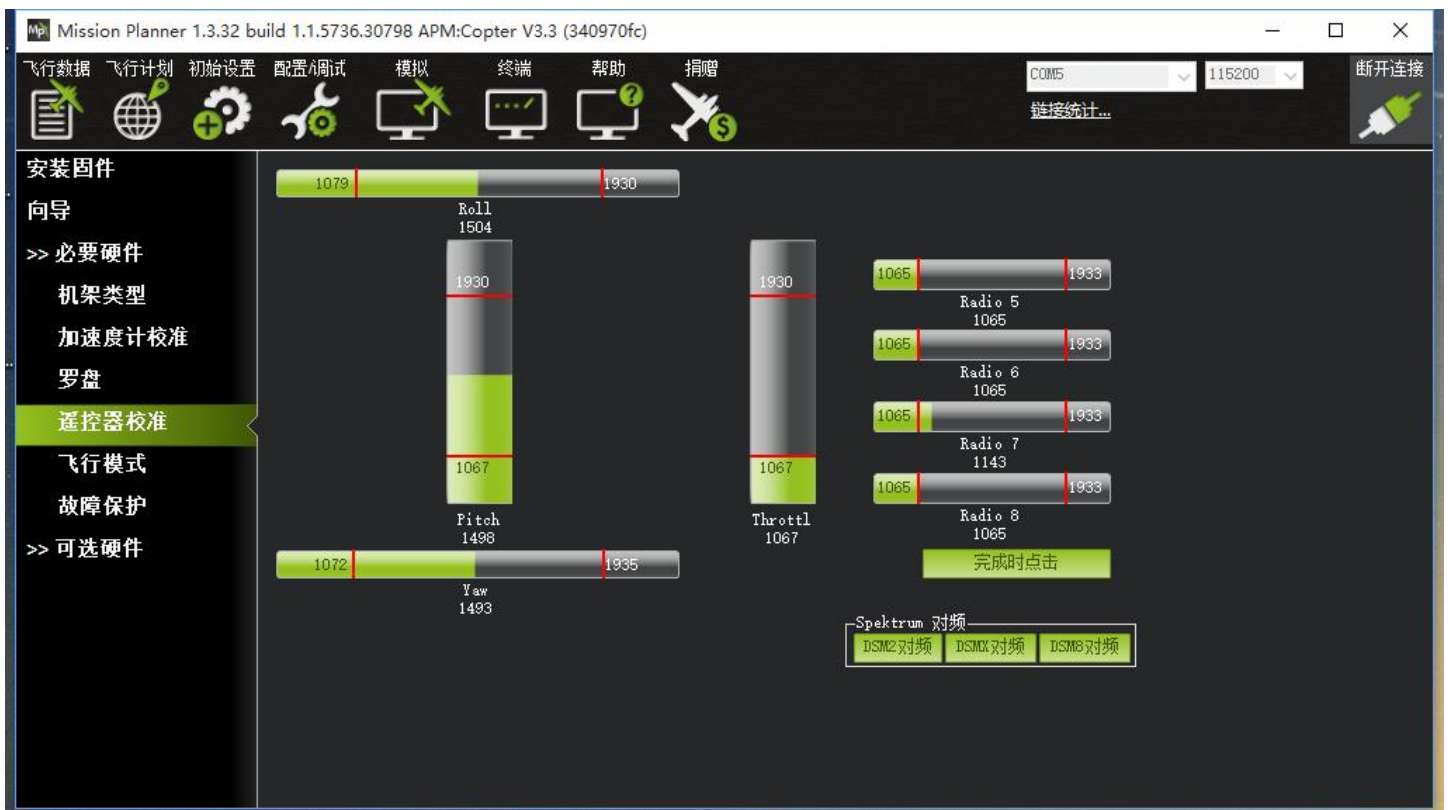 Mission Planner 1.3.32 build 1.1.5736.30798 APM:Copter V3.3 (340970fc)
飞行数据 飞行计划 初始设置 配置/调试 模拟 终端 帮助 捐赠
COM5 115200 断开连接
链接统计...
安装固件
向导
>> 必要硬件
机架类型
加速度计校准
罗盘
遥控器校准
飞行模式
故障保护
>> 可选硬件
1079 1930
Roll
1504
1930
1067
Pitch
1498
1930
1067
Throttl
1067
1072 1935
Yaw
1493
1065 1933
Radio 5
1065
1065 1933
Radio 6
1065
1065 1933
Radio 7
1143
1065 1933
Radio 8
1065
完成时点击
Spektrum 对频
DSM2对频 DSMX对频 DSM8对频